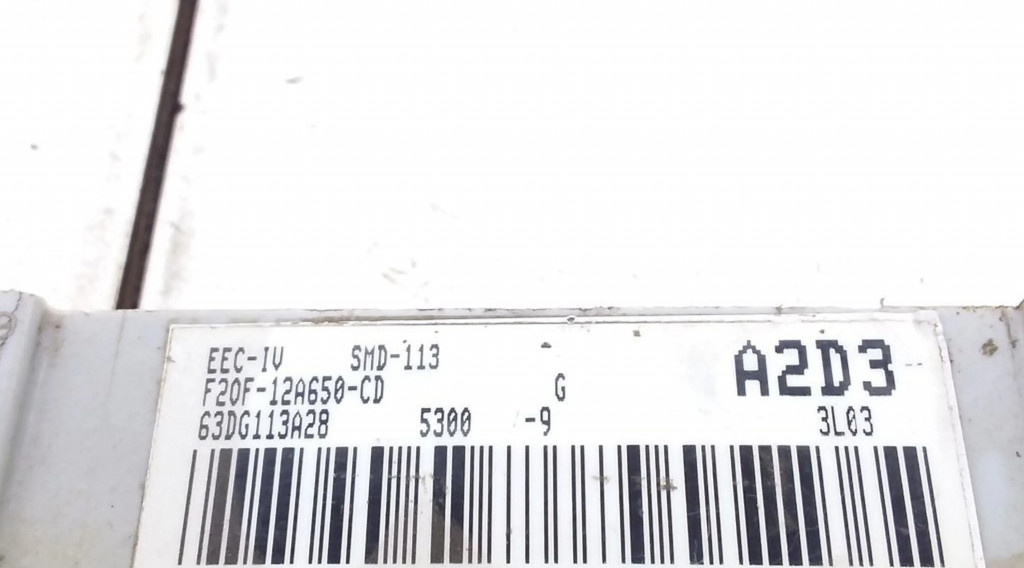 EEC-IV SMD-113 A2D3
F20F-12A650-CD G
63DG113A28 5300 -9 3L03